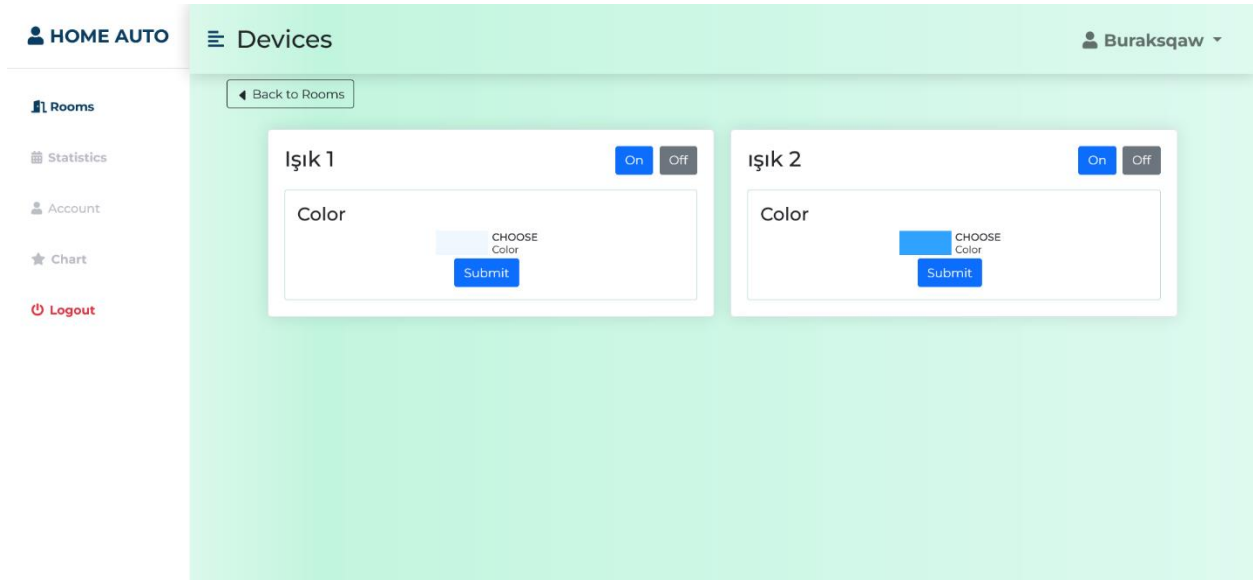 HOME AUTO
Devices
Buraksqaw
Back to Rooms
Rooms
Statistics
Account
Chart
Logout
Işık 1
On Off
Color
CHOOSE
Color
Submit
ışık 2
On Off
Color
CHOOSE
Color
Submit